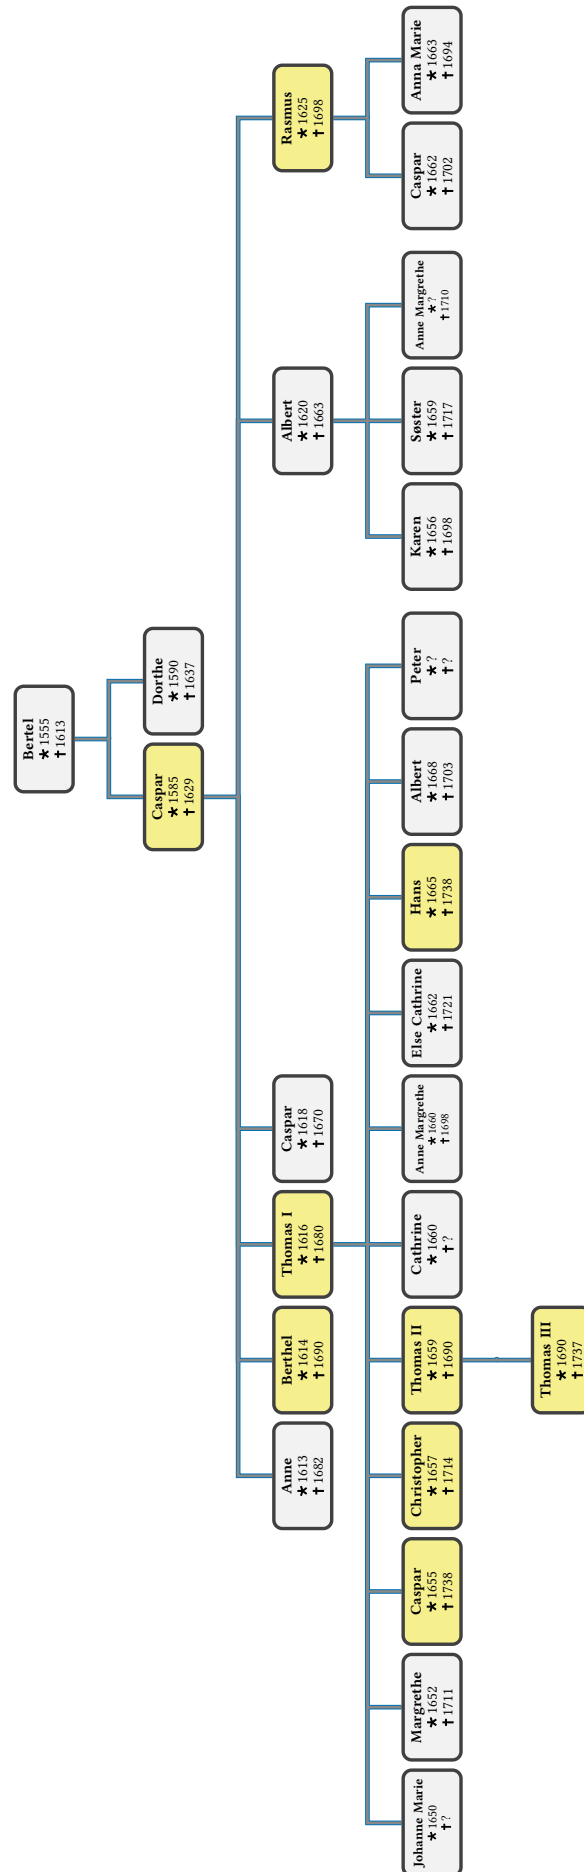 Bertel
★ 1555
† 1613
Caspar
★ 1585
† 1629
Dorthe
★ 1590
† 1637
Anne
★ 1613
† 1682
Berthel
★ 1614
† 1690
Thomas I
★ 1616
† 1680
Caspar
★ 1618
† 1670
Albert
★ 1620
† 1663
Rasmus
★ 1625
† 1698
Johanne Marie
★ 1650
† ?
Margrethe
★ 1652
† 1711
Caspar
★ 1655
† 1738
Christopher
★ 1657
† 1714
Thomas II
★ 1659
† 1690
Cathrine
★ 1660
† ?
Anne Margrethe
★ 1660
† 1698
Else Cathrine
★ 1662
† 1721
Hans
★ 1665
† 1738
Albert
★ 1668
† 1703
Peter
★ ?
† ?
Karen
★ 1656
† 1698
Søster
★ 1659
† 1717
Anne Margrethe
★ ?
† 1710
Caspar
★ 1662
† 1702
Anna Marie
★ 1663
† 1694
Thomas III
★ 1690
† 1737